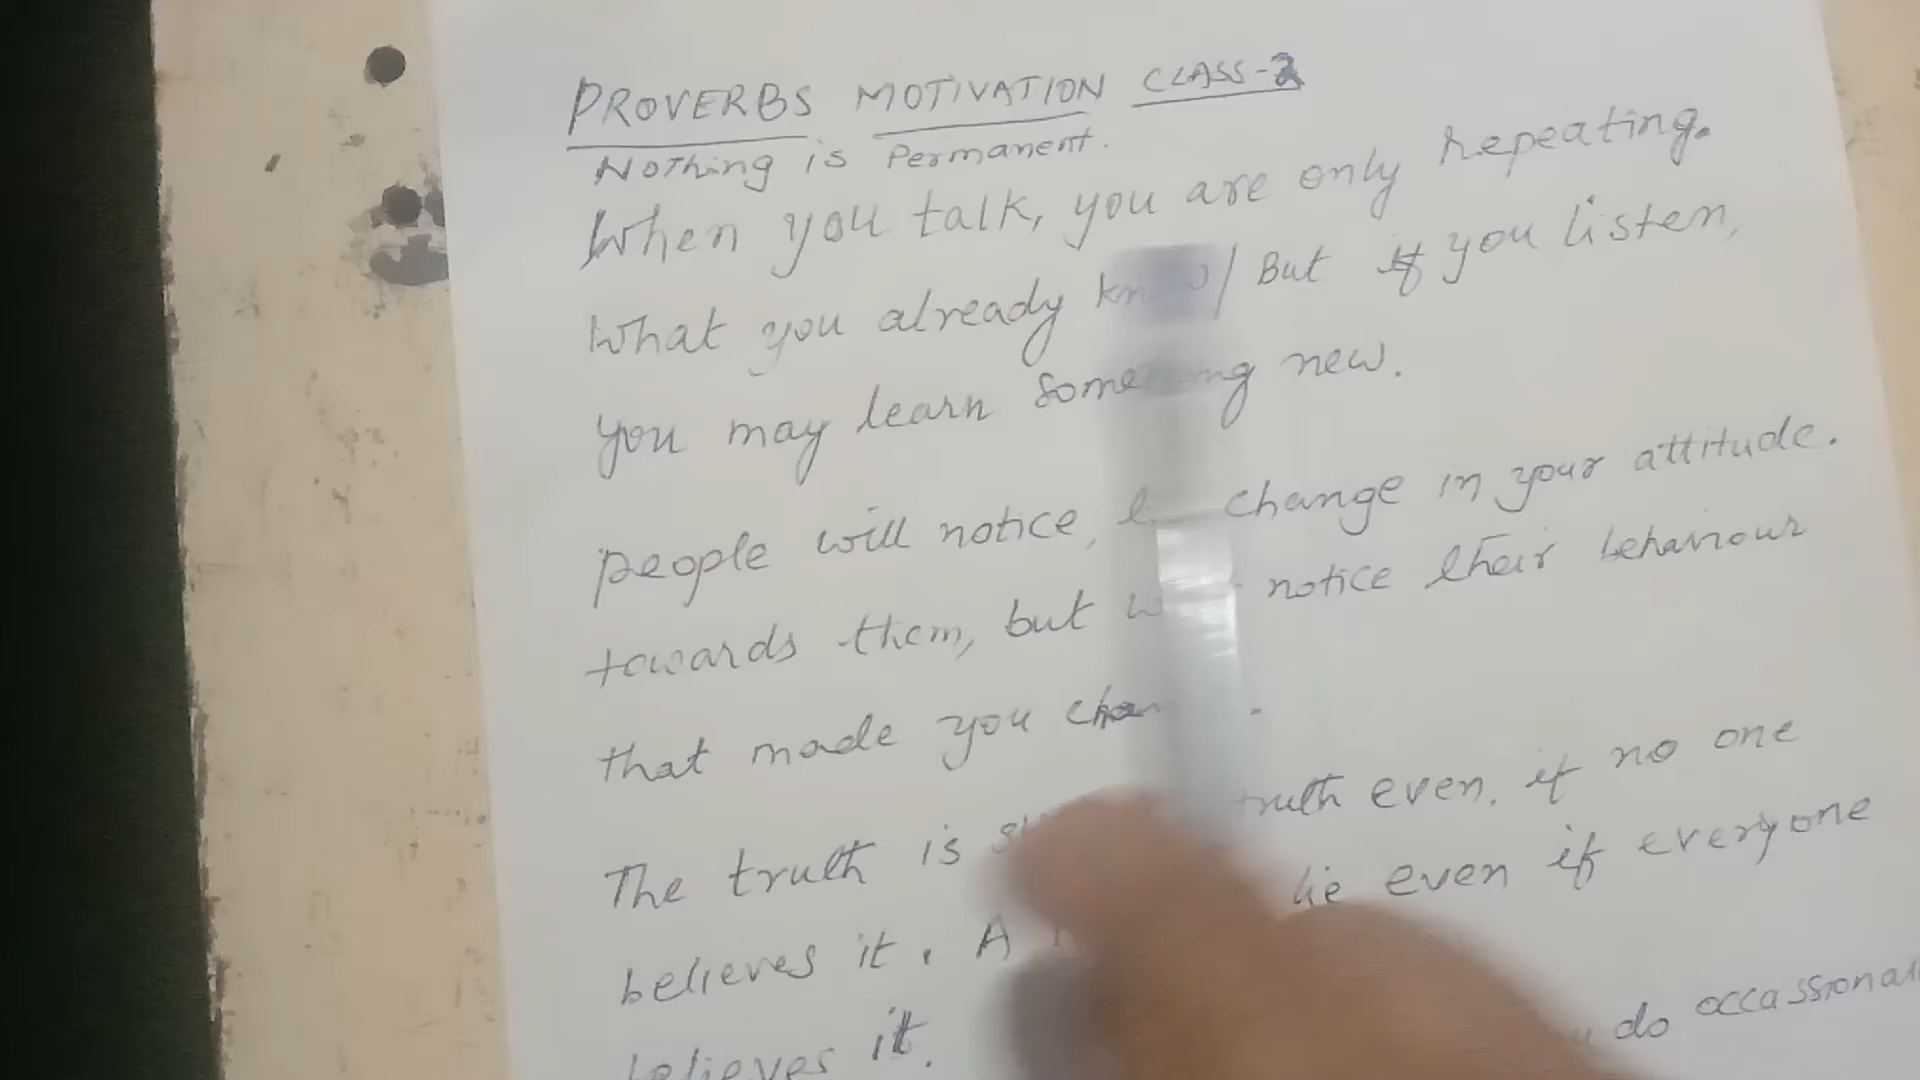 PROVERBS MOTIVATION CLASS-2
Nothing is Permanent.
When you talk, you are only repeating.
What you already know/ But if you listen,
you may learn something new.
people will notice, change in your attitude.
towards them, but notice their behaviour
that made you
The truth is truth even. if no one
believes it. A lie even if everyone
believes it. do